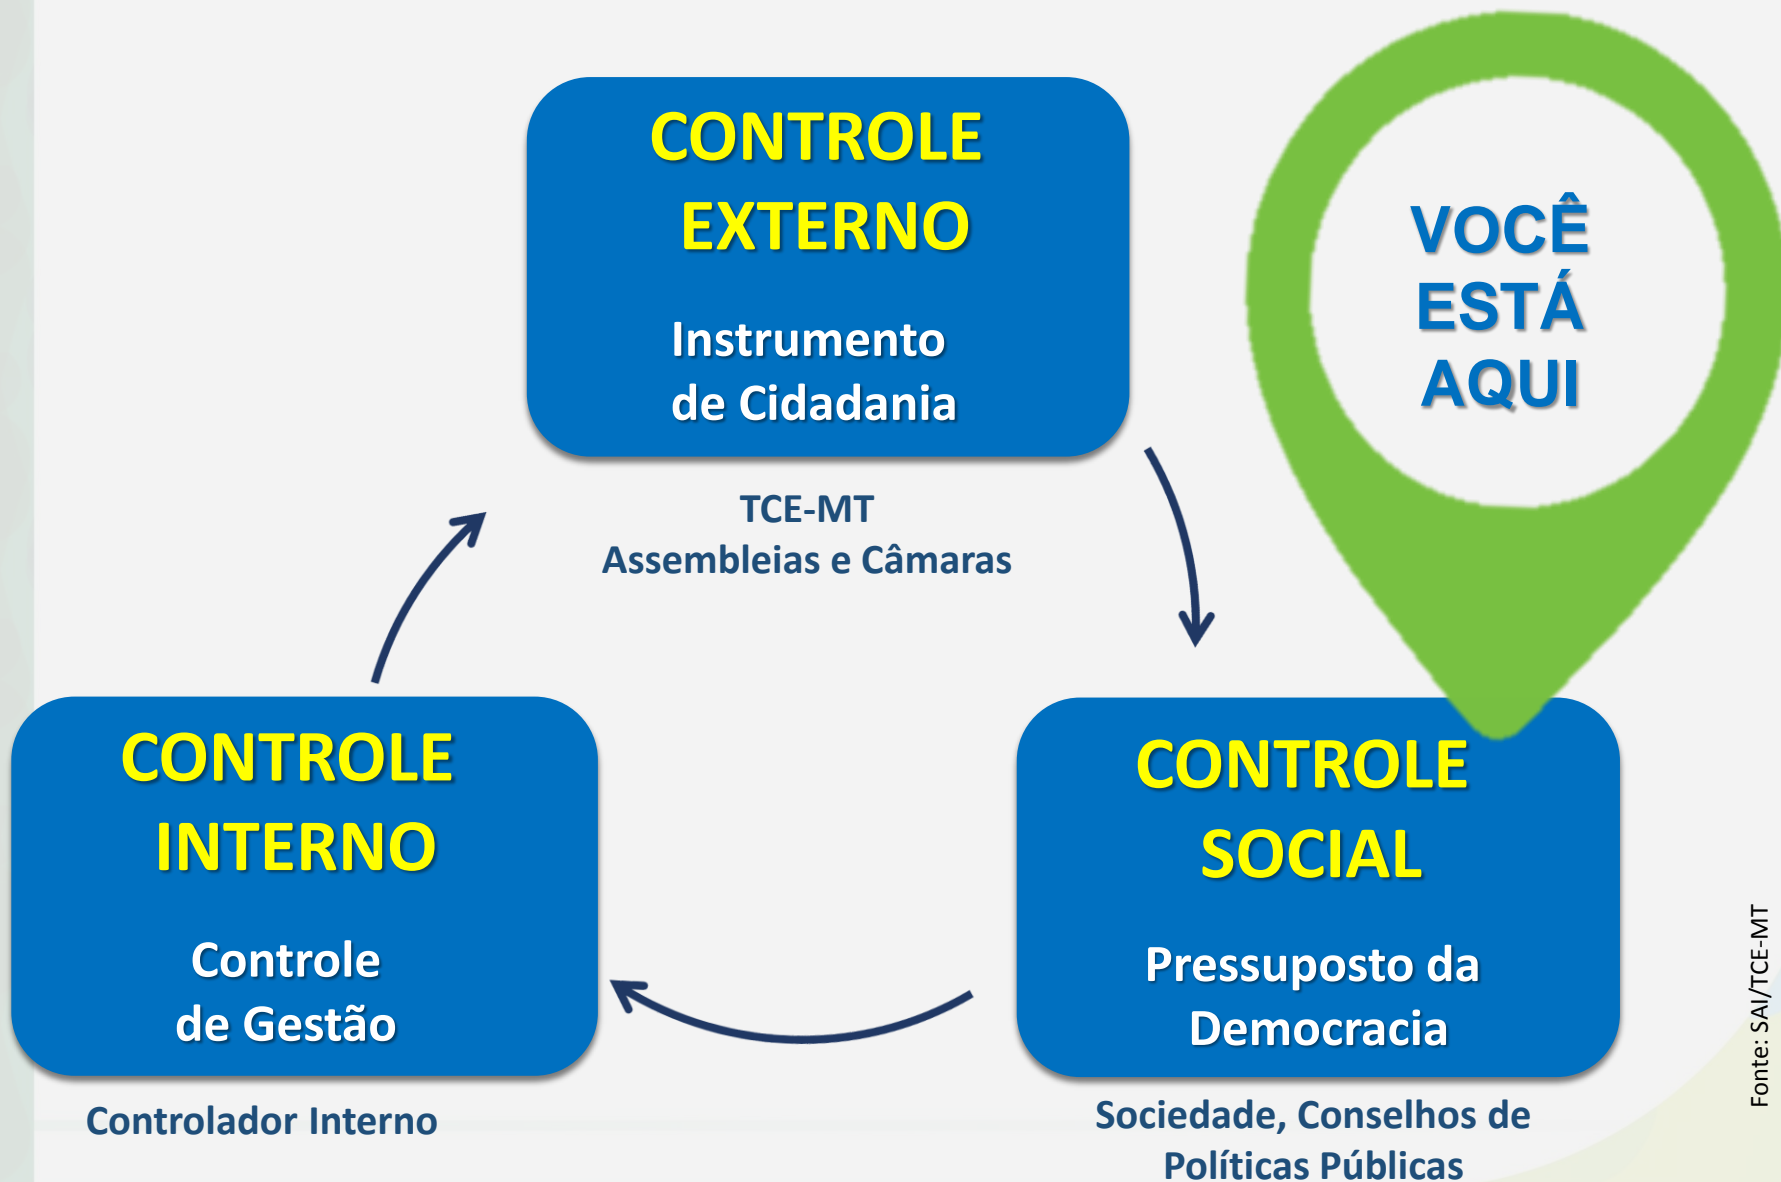 CONTROLE
EXTERNO
Instrumento
de Cidadania
TCE-MT
Assembleias e Câmaras
VOCÊ
ESTÁ
AQUI
CONTROLE
INTERNO
Controle
de Gestão
Controlador Interno
CONTROLE
SOCIAL
Pressuposto da
Democracia
Sociedade, Conselhos de
Políticas Públicas
Fonte: SAI/TCE-MT